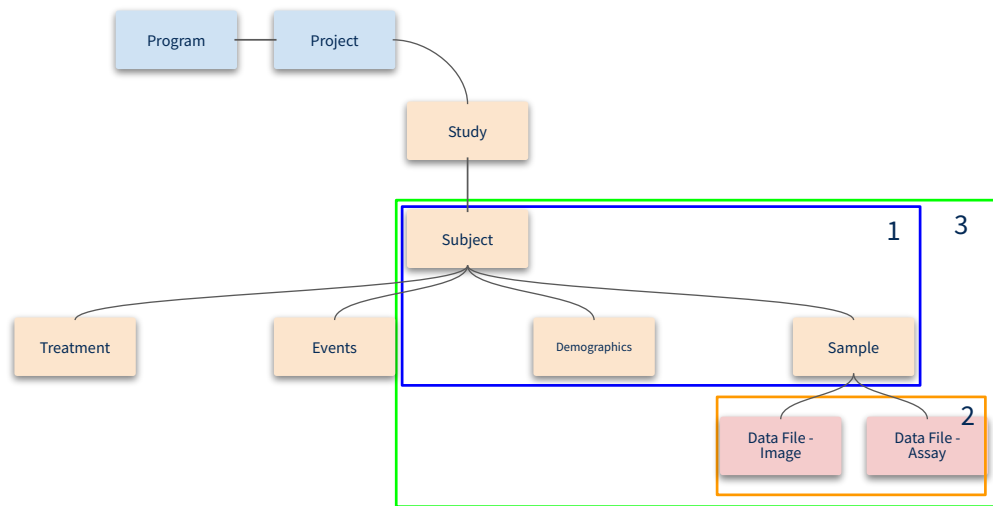 Program
Project
Study
Subject
1
3
Treatment
Events
Demographics
Sample
2
Data File -
Image
Data File -
Assay